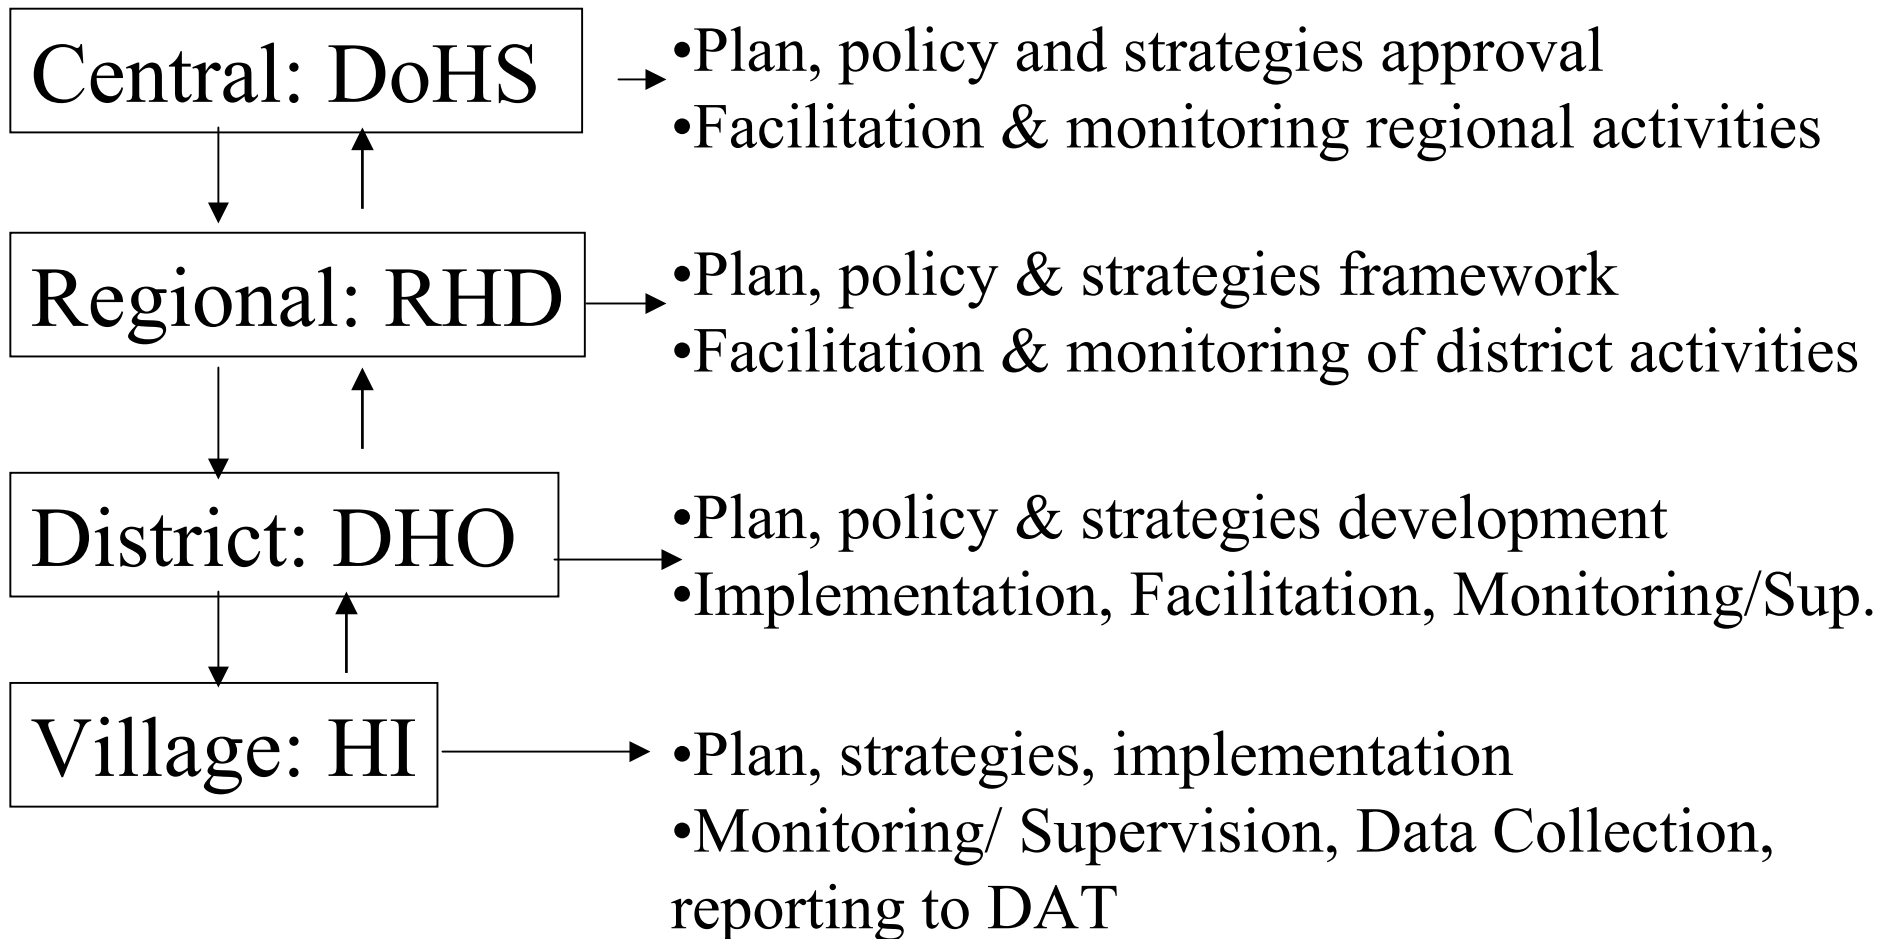 Central: DoHS
•Plan, policy and strategies approval
•Facilitation & monitoring regional activities
Regional: RHD
•Plan, policy & strategies framework
•Facilitation & monitoring of district activities
District: DHO
•Plan, policy & strategies development
•Implementation, Facilitation, Monitoring/Sup.
Village: HI
•Plan, strategies, implementation
•Monitoring/ Supervision, Data Collection,
reporting to DAT